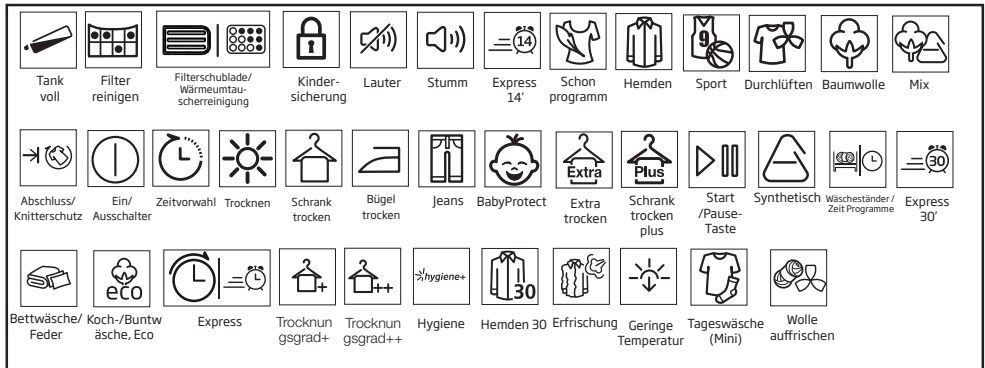 14
9
Tank
voll
Filter
reinigen
Filterschublade/
Wärmeumtau-
scherreinigung
Kinder-
sicherung
Lauter
Stumm
Express
14’
Schon
programm
Hemden
Sport
Durchlüften
Baumwolle
Mix
Extra
Plus
30
Abschluss/
Knitterschutz
Ein/
Ausschalter
Zeitvorwahl
Trocknen
Schrank
trocken
Bügel
trocken
Jeans
BabyProtect
Extra
trocken
Schrank
trocken
plus
Start
/Pause-
Taste
Synthetisch
Wäscheständer /
Zeit Programme
Express
30’
eco
+
++
hygiene+
30
Bettwäsche/
Feder
Koch-/Buntw
äsche, Eco
Express
Trocknun
gsgrad+
Trocknun
gsgrad++
Hygiene
Hemden 30
Erfrischung
Geringe
Temperatur
Tageswäsche
(Mini)
Wolle
auffrischen